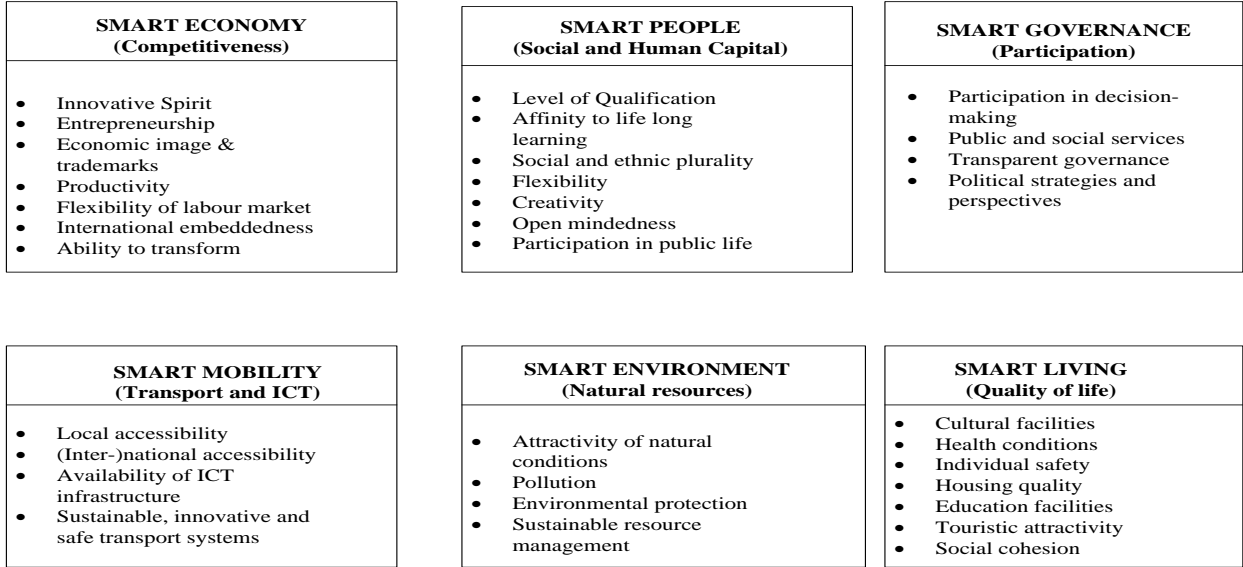 SMART ECONOMY
(Competitiveness)
• Innovative Spirit
• Entrepreneurship
• Economic image &
trademarks
• Productivity
• Flexibility of labour market
• International embeddedness
• Ability to transform
SMART PEOPLE
(Social and Human Capital)
• Level of Qualification
• Affinity to life long
learning
• Social and ethnic plurality
• Flexibility
• Creativity
• Open mindedness
• Participation in public life
SMART GOVERNANCE
(Participation)
• Participation in decision-
making
• Public and social services
• Transparent governance
• Political strategies and
perspectives
SMART MOBILITY
(Transport and ICT)
• Local accessibility
• (Inter-)national accessibility
• Availability of ICT
infrastructure
• Sustainable, innovative and
safe transport systems
SMART ENVIRONMENT
(Natural resources)
• Attractivity of natural
conditions
• Pollution
• Environmental protection
• Sustainable resource
management
SMART LIVING
(Quality of life)
• Cultural facilities
• Health conditions
• Individual safety
• Housing quality
• Education facilities
• Touristic attractivity
• Social cohesion